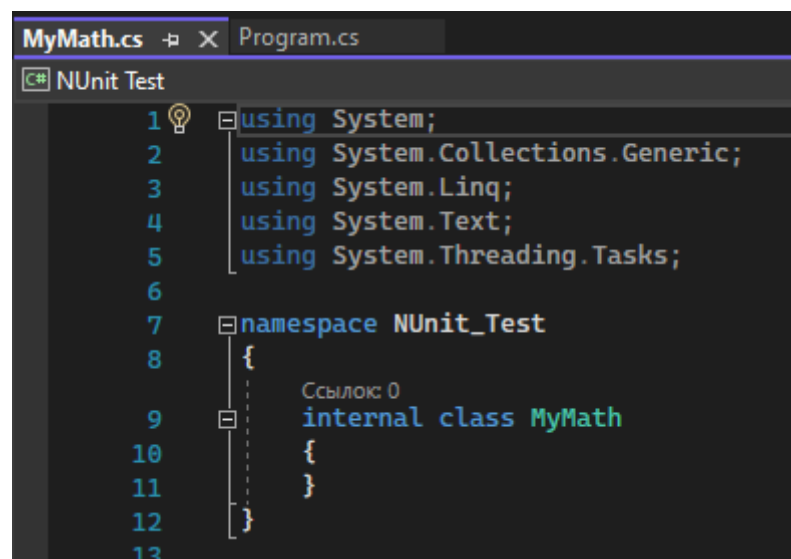 MyMath.cs Program.cs
C# NUnit Test
1 using System;
2 using System.Collections.Generic;
3 using System.Linq;
4 using System.Text;
5 using System.Threading.Tasks;
6
7 namespace NUnit_Test
8 {
Ссылок: 0
9 internal class MyMath
10 {
11 }
12 }
13